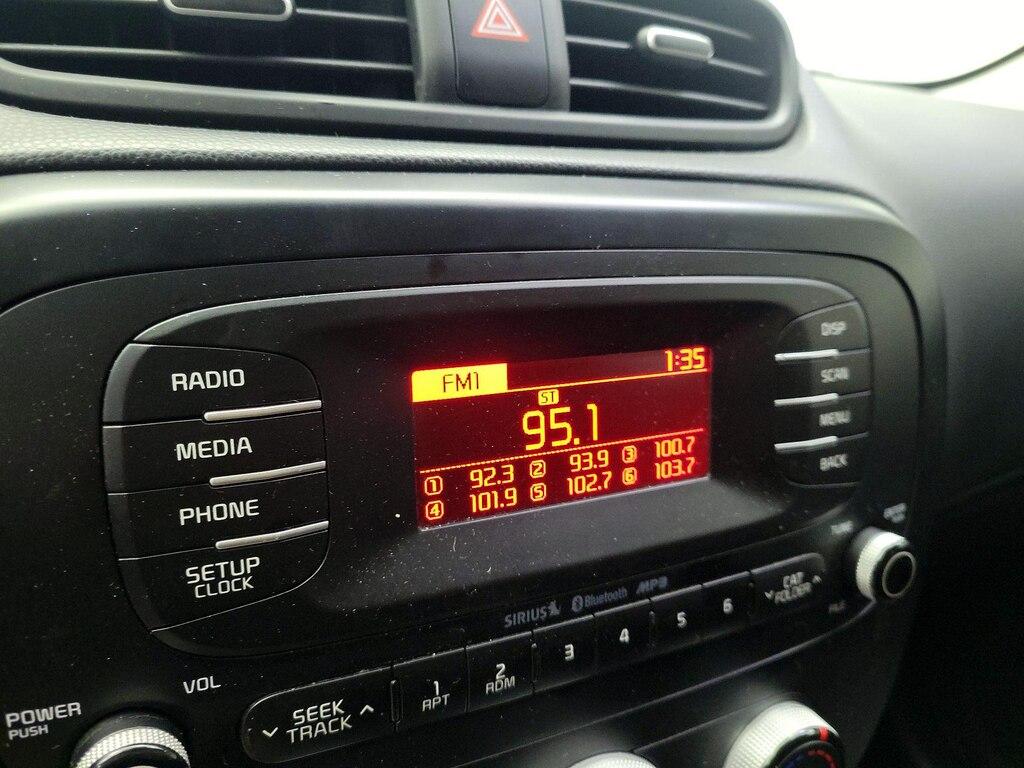 RADIO
MEDIA
PHONE
SETUP
CLOCK
FM1
1:35
ST
95.1
1 92.3 2 93.9 3 100.7
4 101.9 5 102.7 6 103.7
DISP
SCAN
MENU
BACK
TUNE
FILE
SIRIUS Bluetooth MP3
VOL
POWER
PUSH
SEEK
TRACK
1
RPT
2
RDM
3
4
5
6
CAT
FOLDER